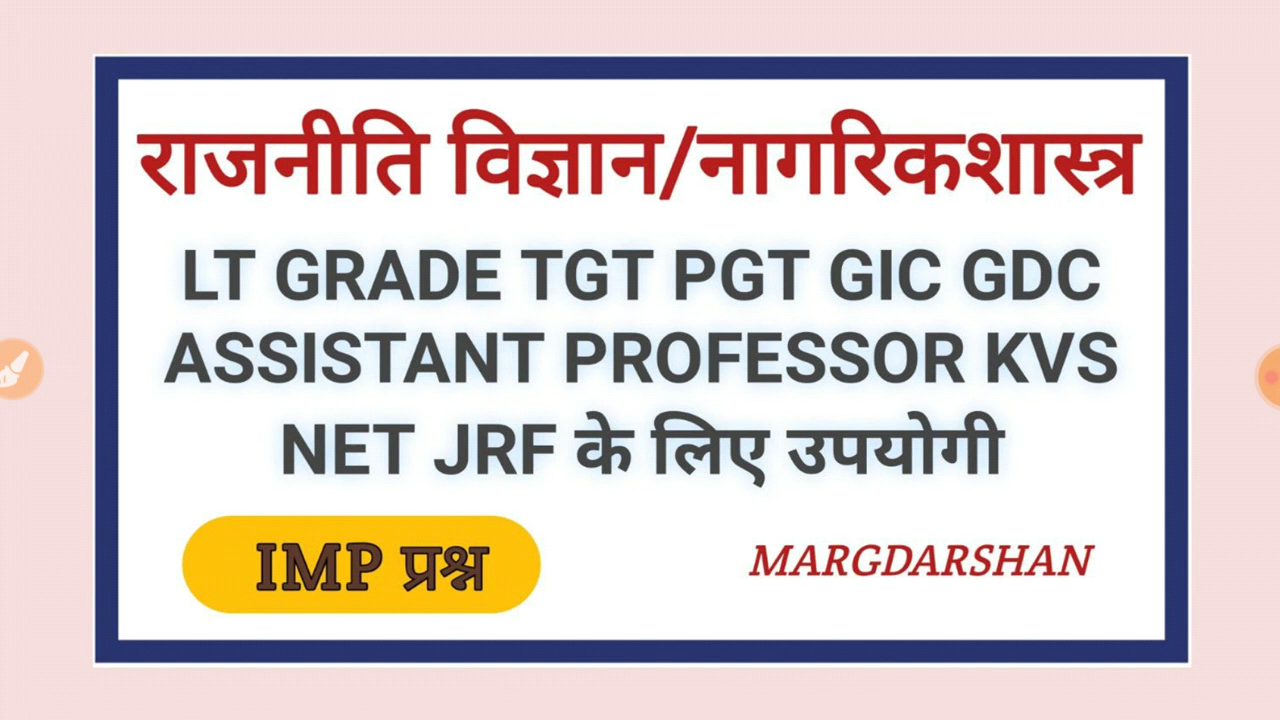 राजनीति विज्ञान/नागरिकशास्त्र
LT GRADE TGT PGT GIC GDC
ASSISTANT PROFESSOR KVS
NET JRF के लिए उपयोगी
IMP प्रश्न
MARGDARSHAN